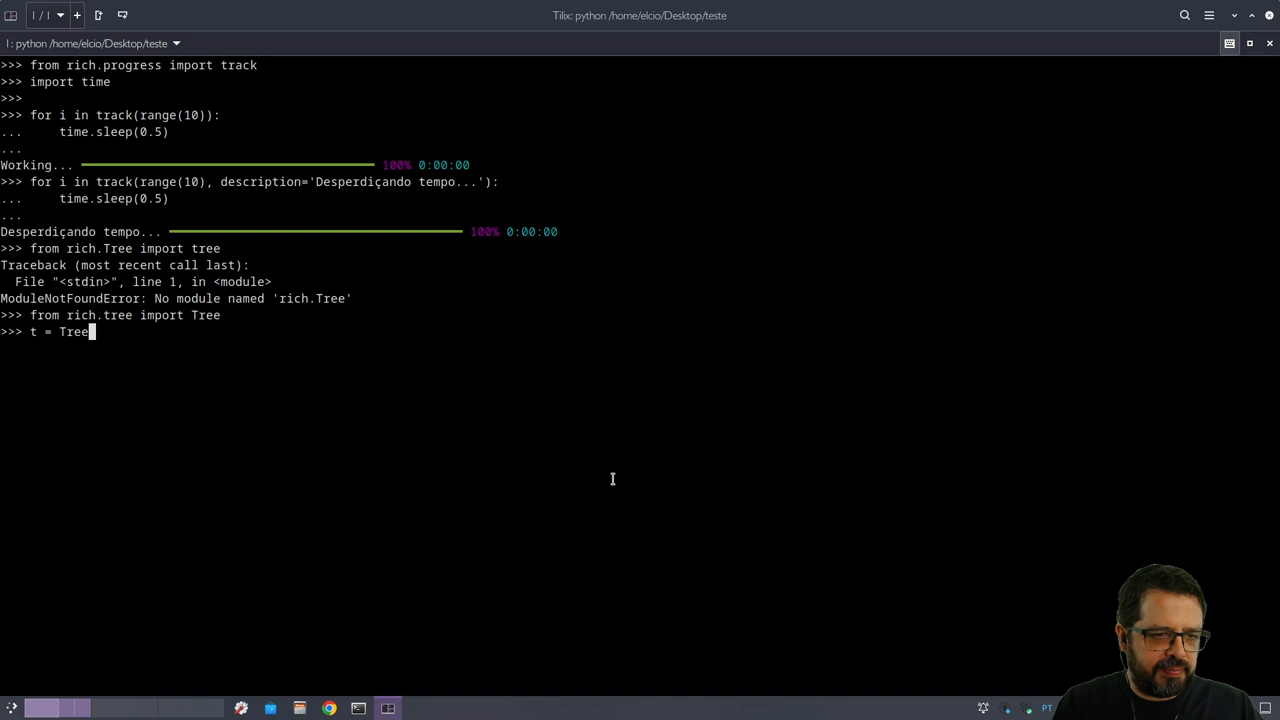 1 / 1
Tilix: python /home/elcio/Desktop/teste
1: python /home/elcio/Desktop/teste
>>> from rich.progress import track
>>> import time
>>>
>>> for i in track(range(10)):
...     time.sleep(0.5)
...
Working... 100% 0:00:00
>>> for i in track(range(10), description='Desperdiçando tempo...'):
...     time.sleep(0.5)
...
Desperdiçando tempo... 100% 0:00:00
>>> from rich.Tree import tree
Traceback (most recent call last):
  File "<stdin>", line 1, in <module>
ModuleNotFoundError: No module named 'rich.Tree'
>>> from rich.tree import Tree
>>> t = Tree
PT